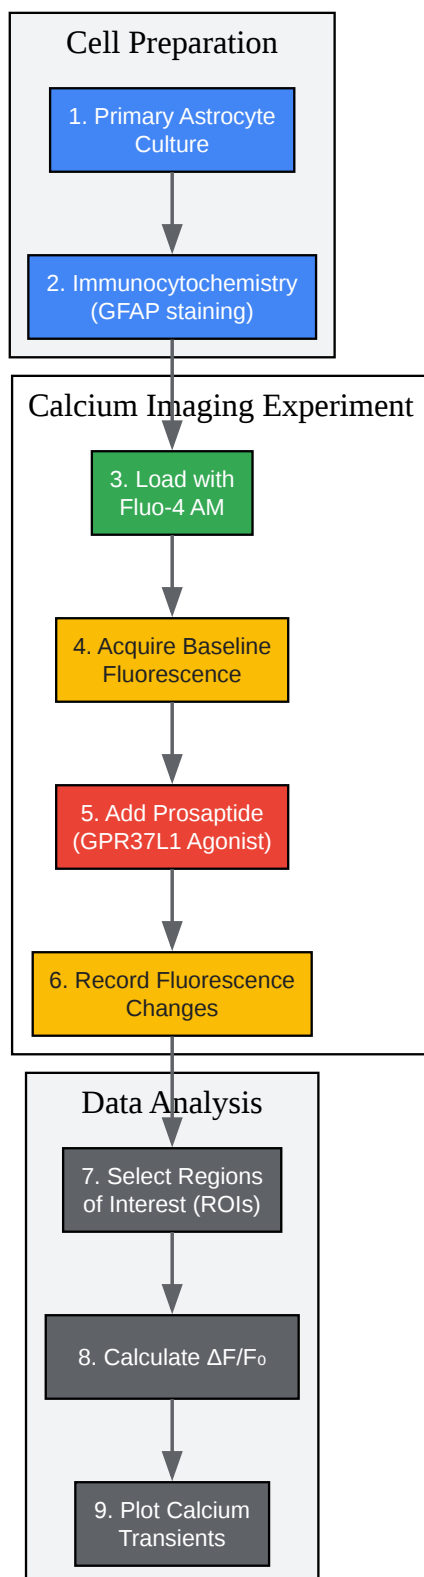 Cell Preparation
1. Primary Astrocyte
Culture
2. Immunocytochemistry
(GFAP staining)
Calcium Imaging Experiment
3. Load with
Fluo-4 AM
4. Acquire Baseline
Fluorescence
5. Add Prosaptide
(GPR37L1 Agonist)
6. Record Fluorescence
Changes
Data Analysis
7. Select Regions
of Interest (ROIs)
8. Calculate ΔF/F₀
9. Plot Calcium
Transients